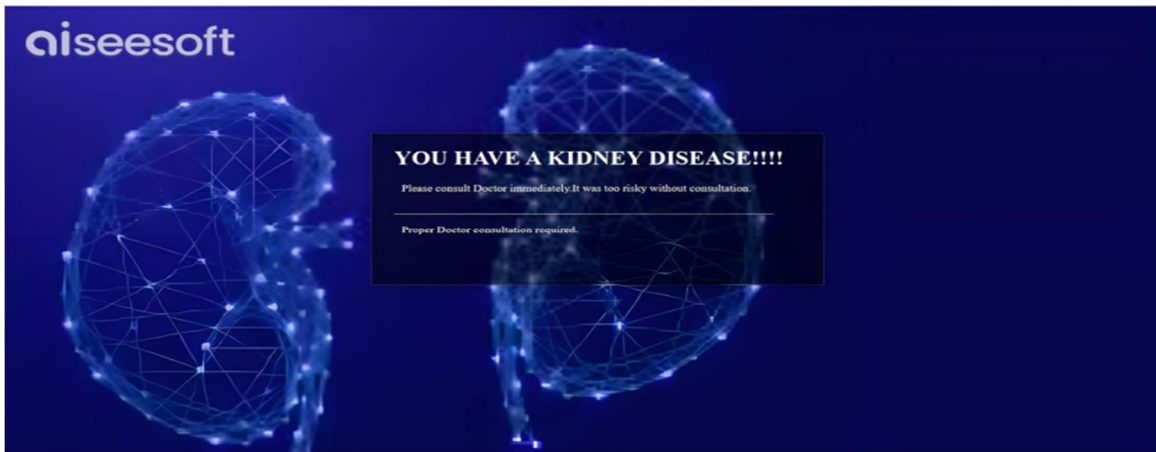 aiseesoft
YOU HAVE A KIDNEY DISEASE!!!!
Please consult Doctor immediately.It was too risky without consultation.
Proper Doctor consultation required.